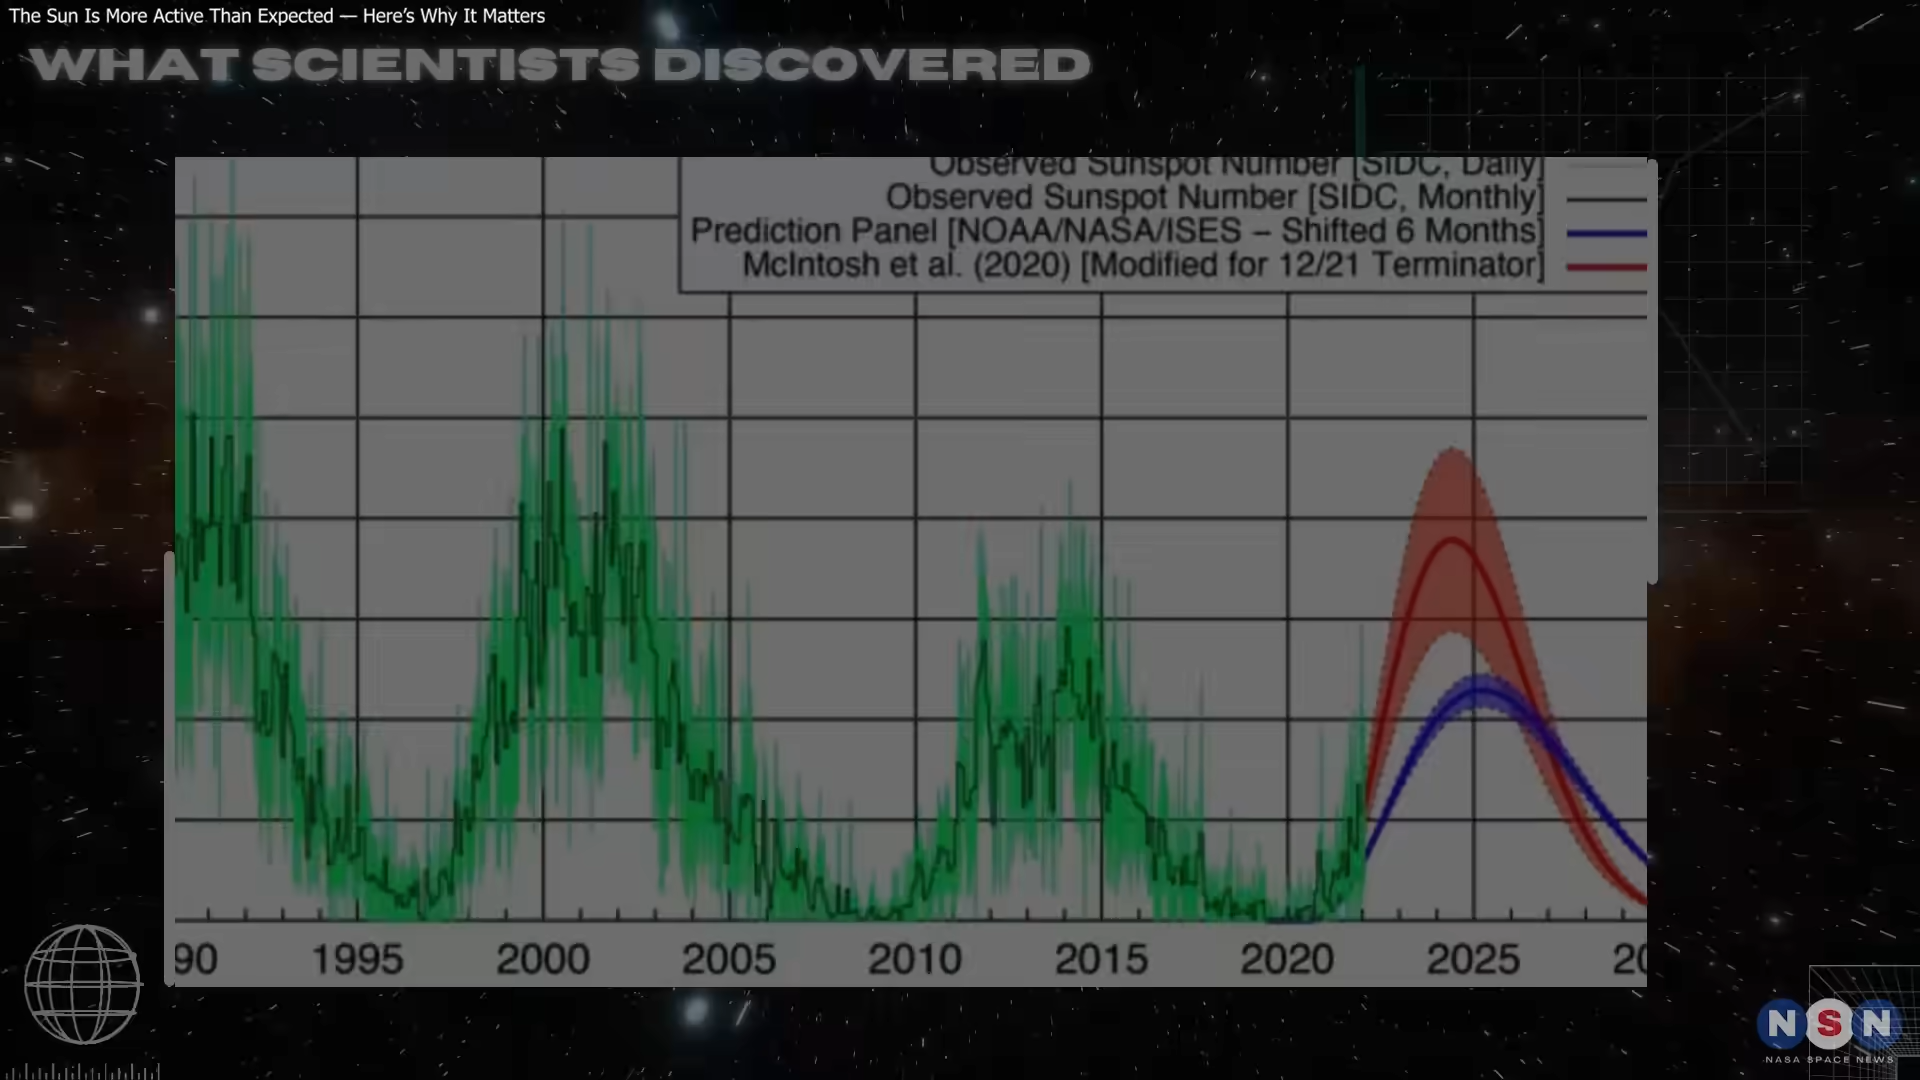 The Sun Is More Active Than Expected — Here's Why It Matters
WHAT SCIENTISTS DISCOVERED
Observed Sunspot Number [SIDC, Daily]
Observed Sunspot Number [SIDC, Monthly]
Prediction Panel [NOAA/NASA/ISES – Shifted 6 Months]
McIntosh et al. (2020) [Modified for 12/21 Terminator]
90 1995 2000 2005 2010 2015 2020 2025 20
NSN
NASA SPACE NEWS